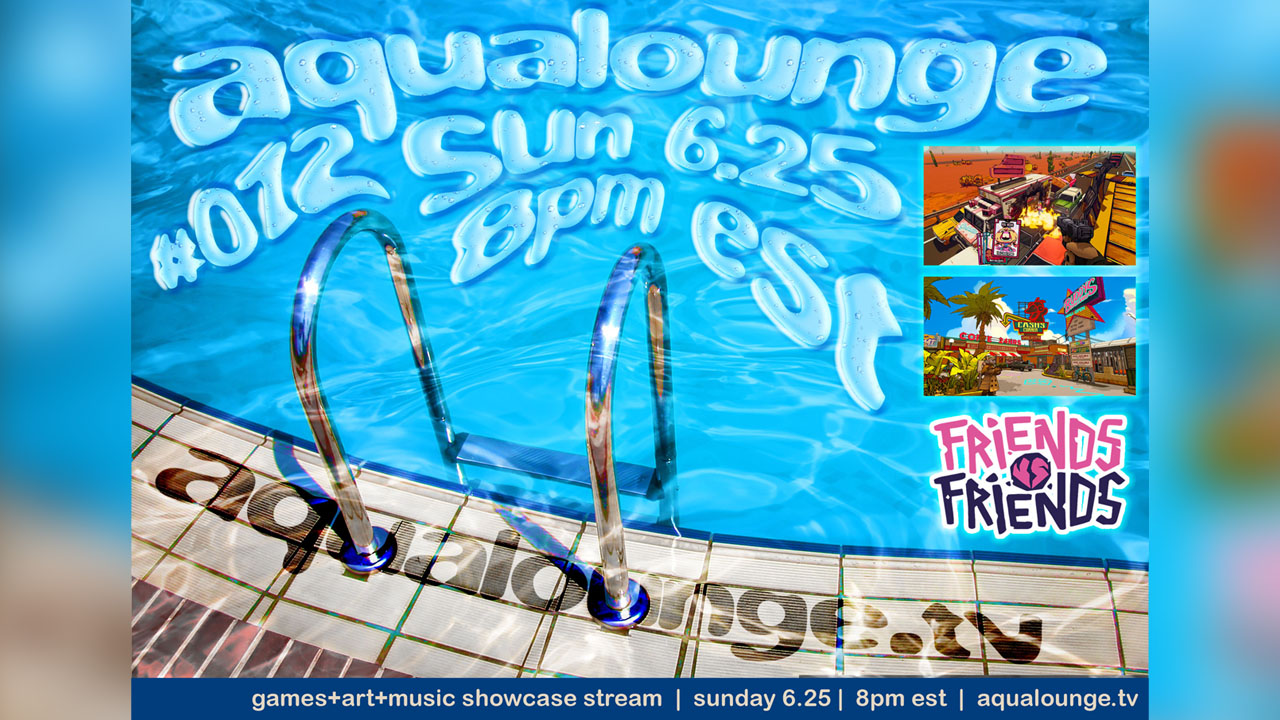 aqualounge
#012 Sun 6.25
8pm est
CASH'S
FRIENDS
VS
FRIENDS
aqualounge.tv
games+art+music showcase stream | sunday 6.25 | 8pm est | aqualounge.tv